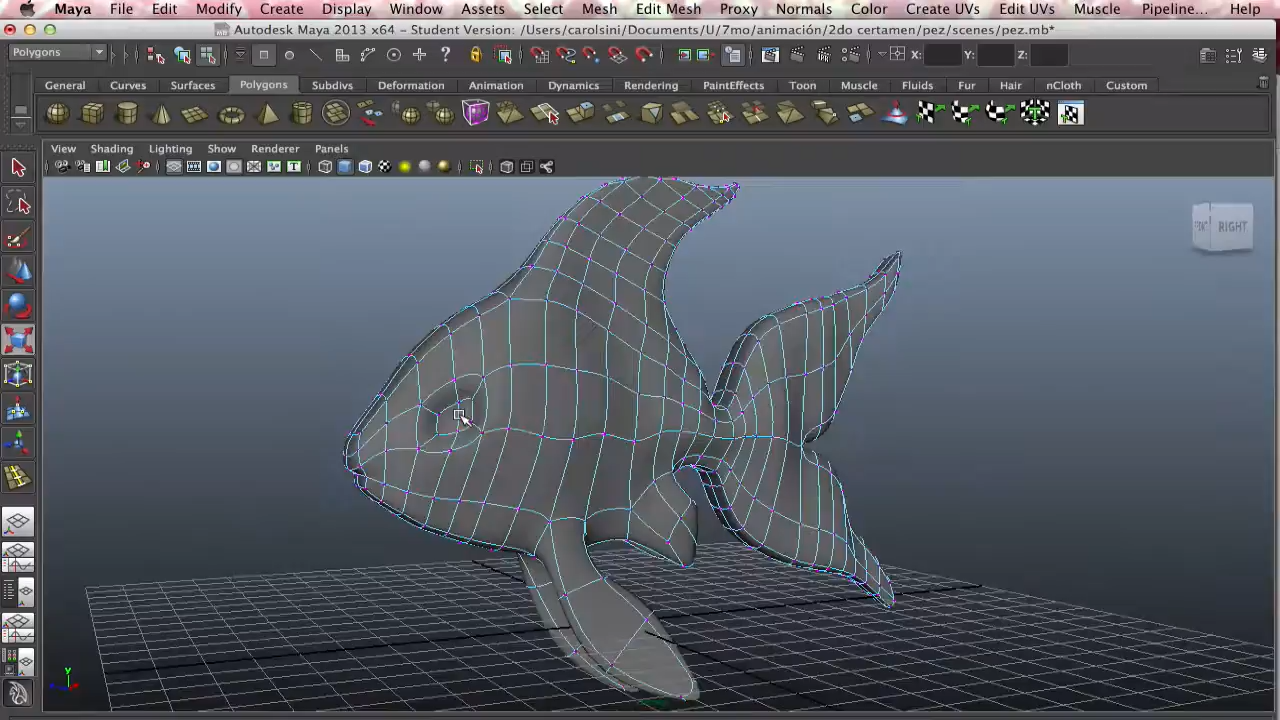 Maya File Edit Modify Create Display Window Assets Select Mesh Edit Mesh Proxy Normals Color Create UVs Edit UVs Muscle Pipeline... Help
Autodesk Maya 2013 x64 - Student Version: /Users/carolsini/Documents/U/7mo/animación/2do certamen/pez/scenes/pez.mb*
Polygons X: Y: Z:
General Curves Surfaces Polygons Subdivs Deformation Animation Dynamics Rendering PaintEffects Toon Muscle Fluids Fur Hair nCloth Custom
View Shading Lighting Show Renderer Panels
RIGHT
Y